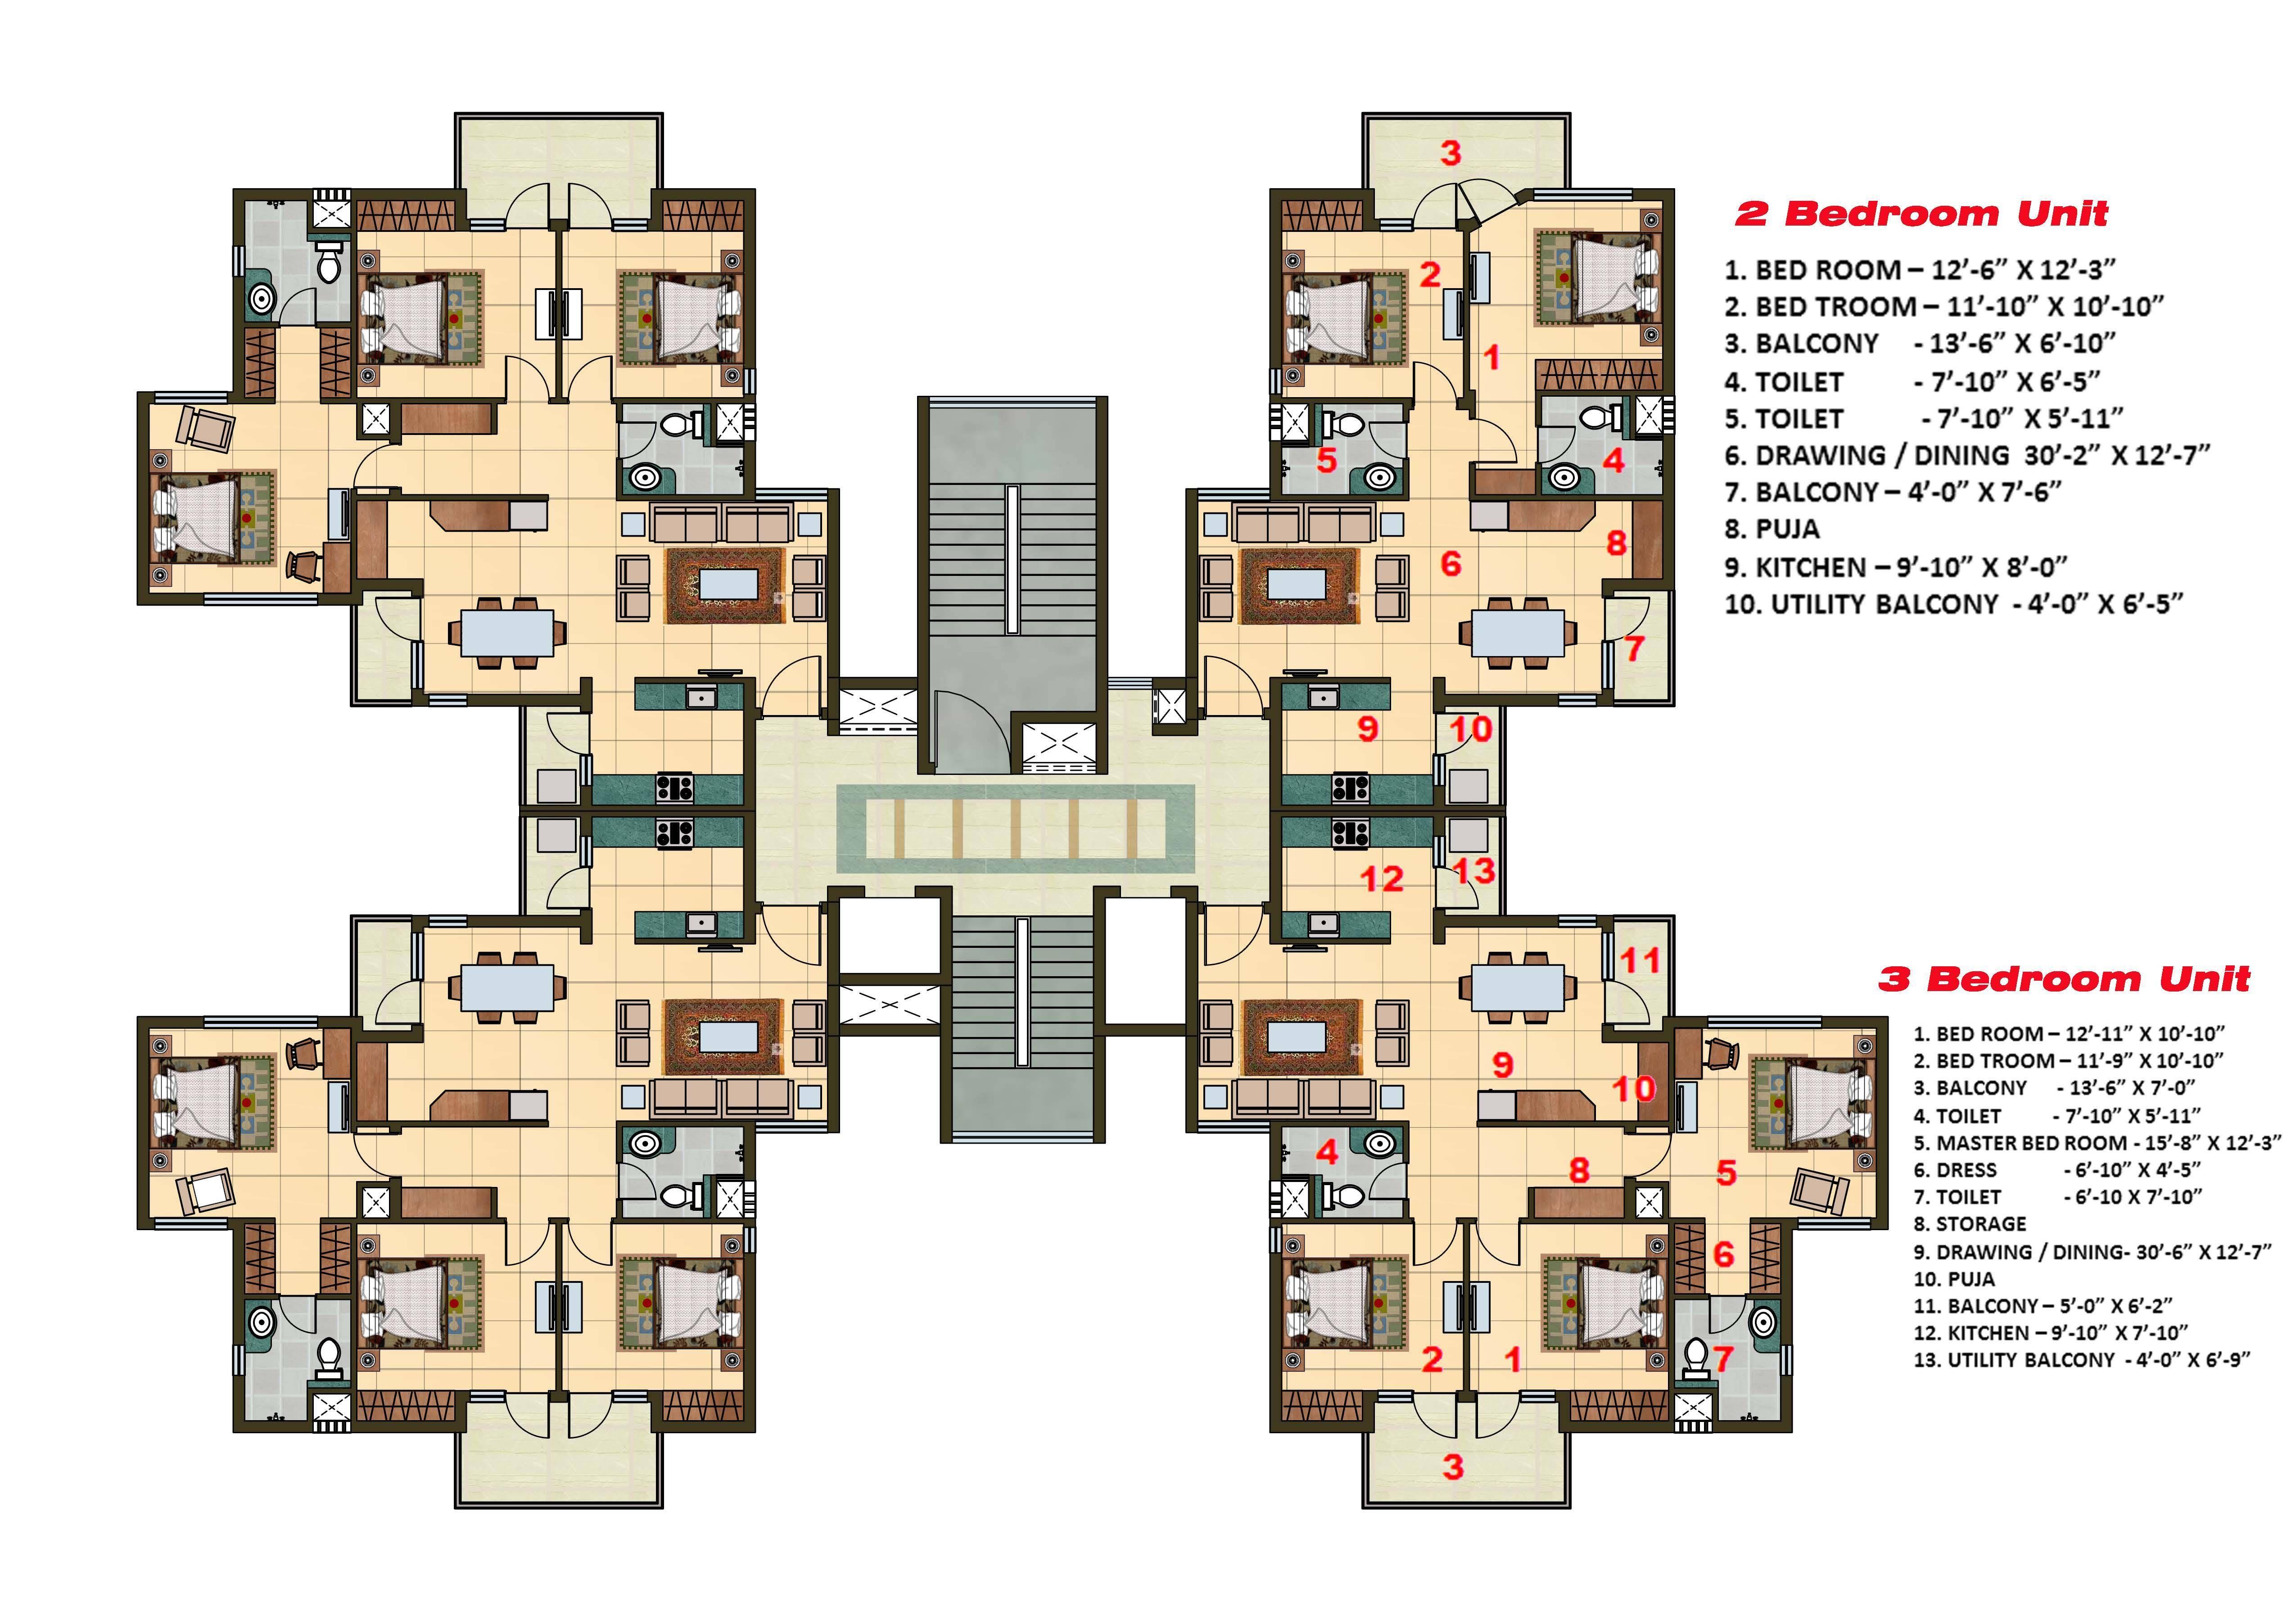 2 Bedroom Unit
1. BED ROOM – 12’-6” X 12’-3”
2. BED TROOM – 11’-10” X 10’-10”
3. BALCONY - 13’-6” X 6’-10”
4. TOILET - 7’-10” X 6’-5”
5. TOILET - 7’-10” X 5’-11”
6. DRAWING / DINING 30’-2” X 12’-7”
7. BALCONY – 4’-0” X 7’-6”
8. PUJA
9. KITCHEN – 9’-10” X 8’-0”
10. UTILITY BALCONY - 4’-0” X 6’-5”
3
2
1
5
4
8
6
7
9
10
12
13
11
9
10
4
8
5
6
2
1
7
3
3 Bedroom Unit
1. BED ROOM – 12’-11” X 10’-10”
2. BED TROOM – 11’-9” X 10’-10”
3. BALCONY - 13’-6” X 7’-0”
4. TOILET - 7’-10” X 5’-11”
5. MASTER BED ROOM - 15’-8” X 12’-3”
6. DRESS - 6’-10” X 4’-5”
7. TOILET - 6’-10 X 7’-10”
8. STORAGE
9. DRAWING / DINING- 30’-6” X 12’-7”
10. PUJA
11. BALCONY – 5’-0” X 6’-2”
12. KITCHEN – 9’-10” X 7’-10”
13. UTILITY BALCONY - 4’-0” X 6’-9”